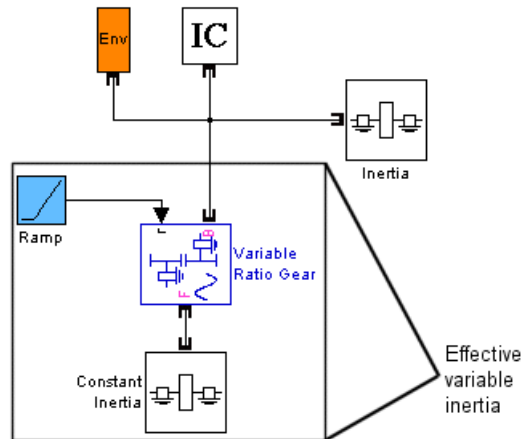 Env
IC
Inertia
Ramp
r
B
Variable
Ratio Gear
F
Constant
Inertia
Effective
variable
inertia